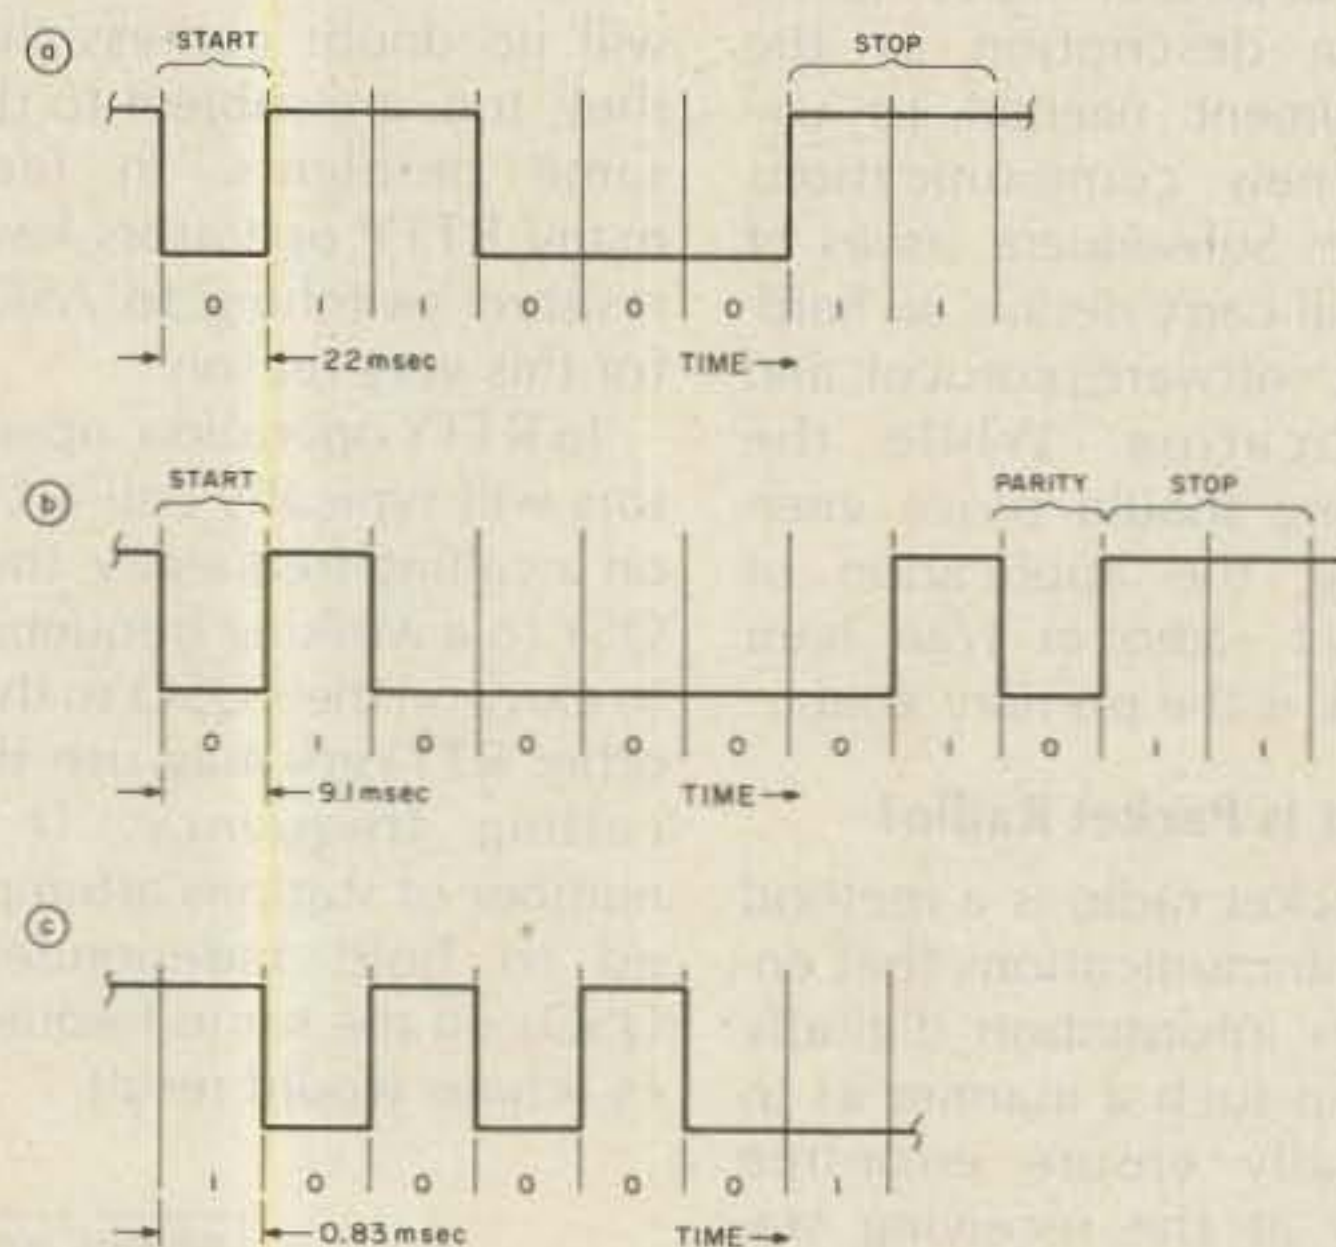 a
START
STOP
0 1 1 0 0 0 1 1
22 msec
TIME
b
START
PARITY STOP
0 1 0 0 0 0 0 1 0 1 1
9.1 msec
TIME
c
1 0 0 0 0 0 1
0.83 msec
TIME